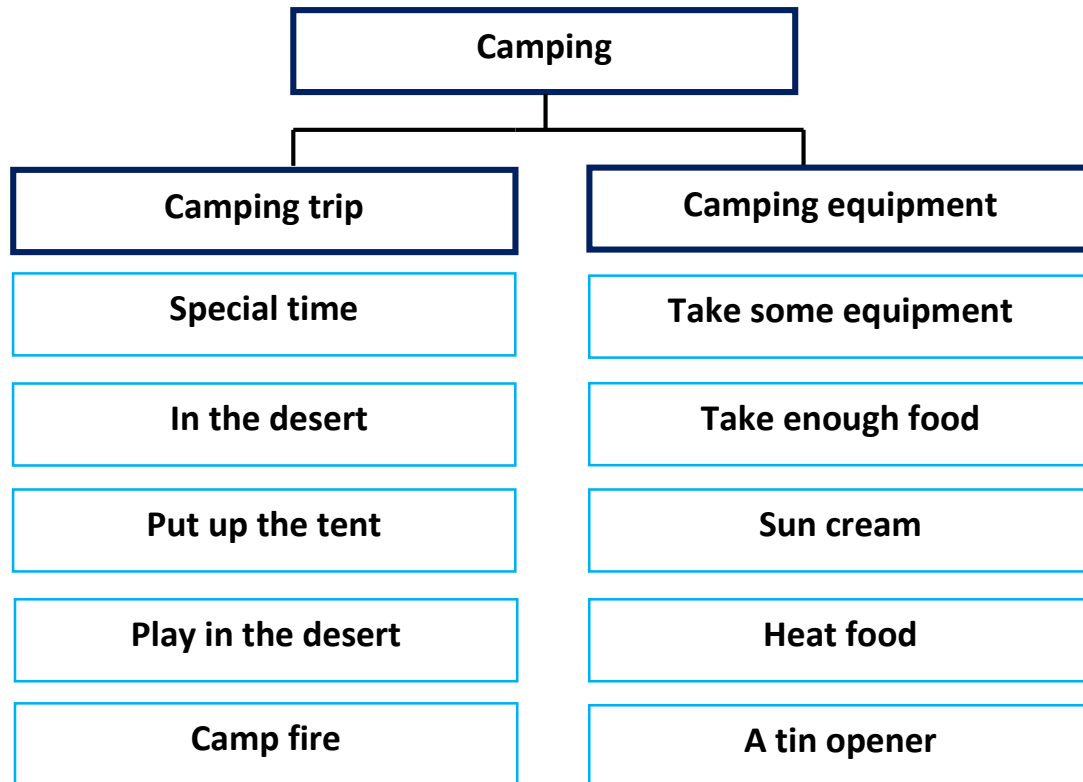 Camping
Camping trip
Camping equipment
Special time
Take some equipment
In the desert
Take enough food
Put up the tent
Sun cream
Play in the desert
Heat food
Camp fire
A tin opener